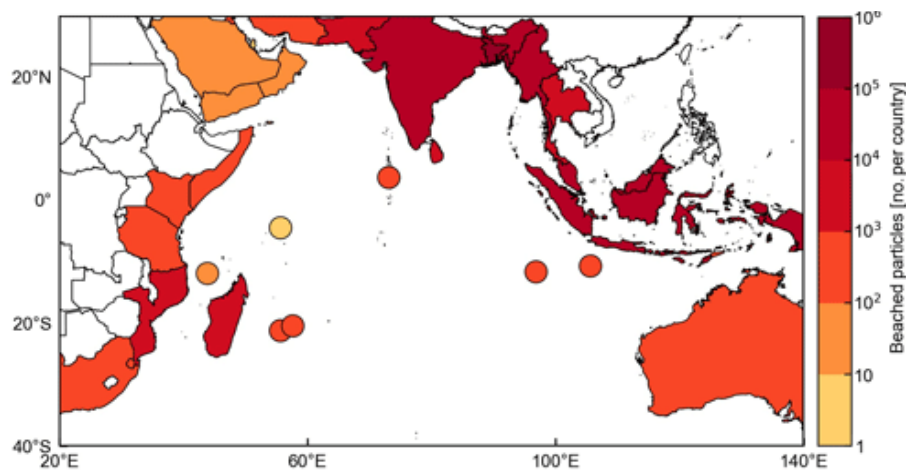 10⁶
20°N
10⁵
10⁴
0°
10³
10²
20°S
10
40°S
1
20°E
60°E
100°E
140°E
Beached particles [no. per country]